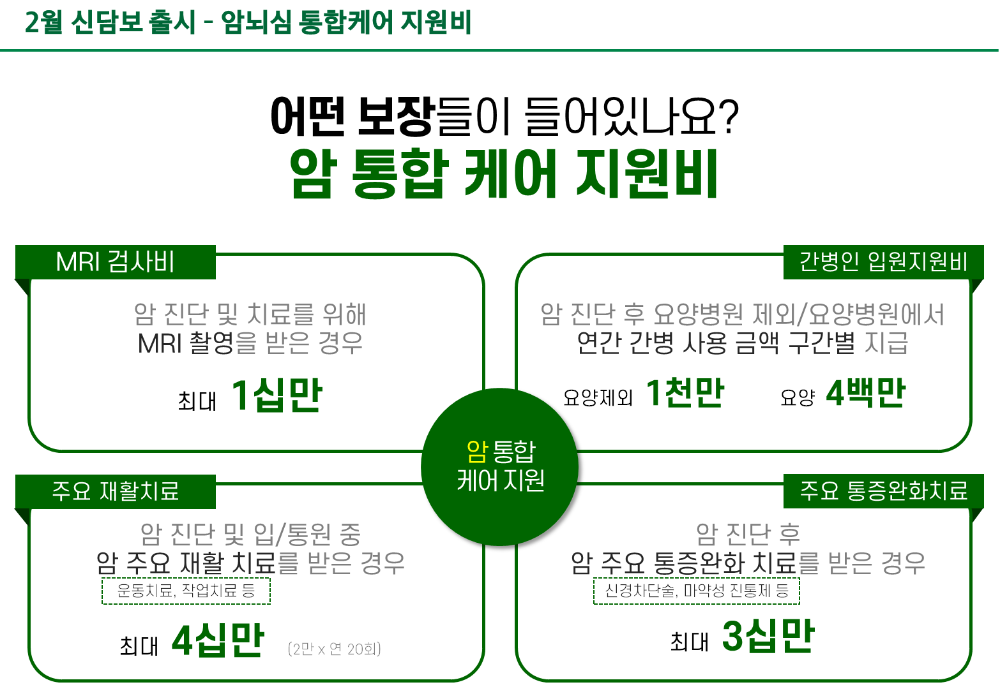 2월 신담보 출시 - 암뇌심 통합케어 지원비
어떤 보장들이 들어있나요?
암 통합 케어 지원비
MRI 검사비
암 진단 및 치료를 위해
MRI 촬영을 받은 경우
최대 1십만
간병인 입원지원비
암 진단 후 요양병원 제외/요양병원에서
연간 간병 사용 금액 구간별 지급
요양제외 1천만 요양 4백만
암 통합
케어 지원
주요 재활치료
암 진단 및 입/통원 중
암 주요 재활 치료를 받은 경우
운동치료, 작업치료 등
최대 4십만 (2만 x 연 20회)
주요 통증완화치료
암 진단 후
암 주요 통증완화 치료를 받은 경우
신경차단술, 마약성 진통제 등
최대 3십만